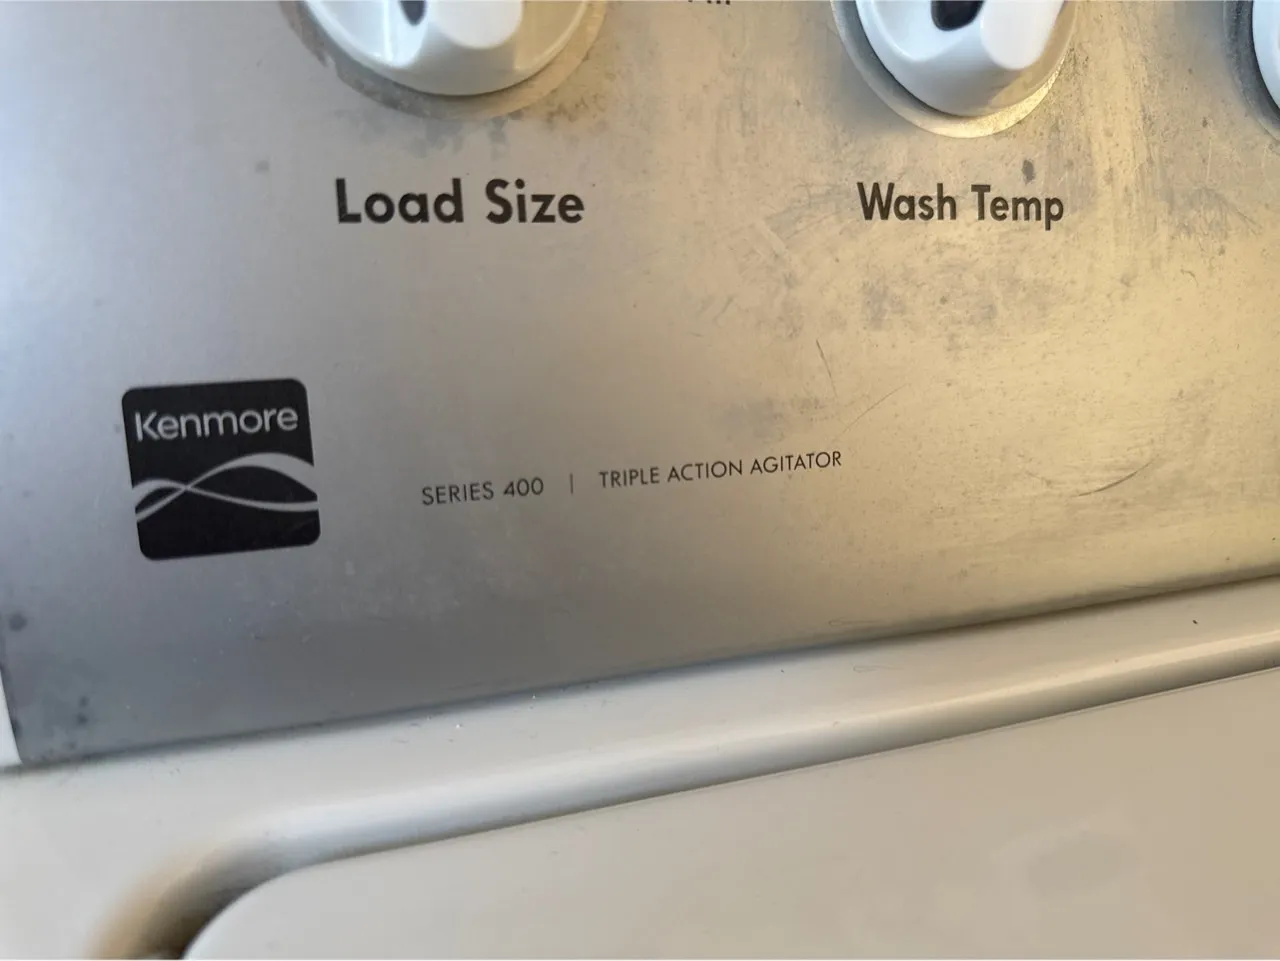 Load Size
Wash Temp
Kenmore
SERIES 400 | TRIPLE ACTION AGITATOR